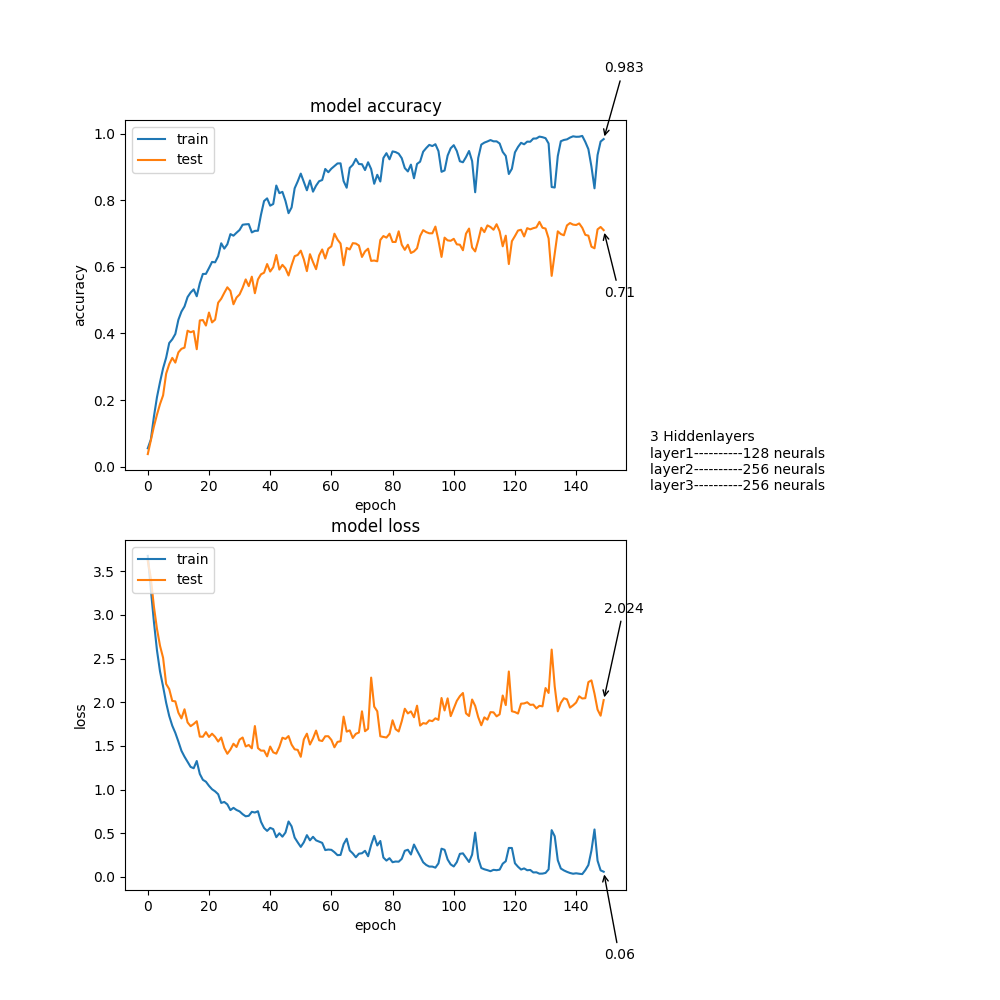 0.983
model accuracy
train
test
1.0
0.8
0.6
0.4
0.2
0.0
accuracy
0.71
0 20 40 60 80 100 120 140
epoch
3 Hiddenlayers
layer1----------128 neurals
layer2----------256 neurals
layer3----------256 neurals
model loss
train
test
3.5
3.0
2.5
2.0
1.5
1.0
0.5
0.0
loss
2.024
0 20 40 60 80 100 120 140
epoch
0.06